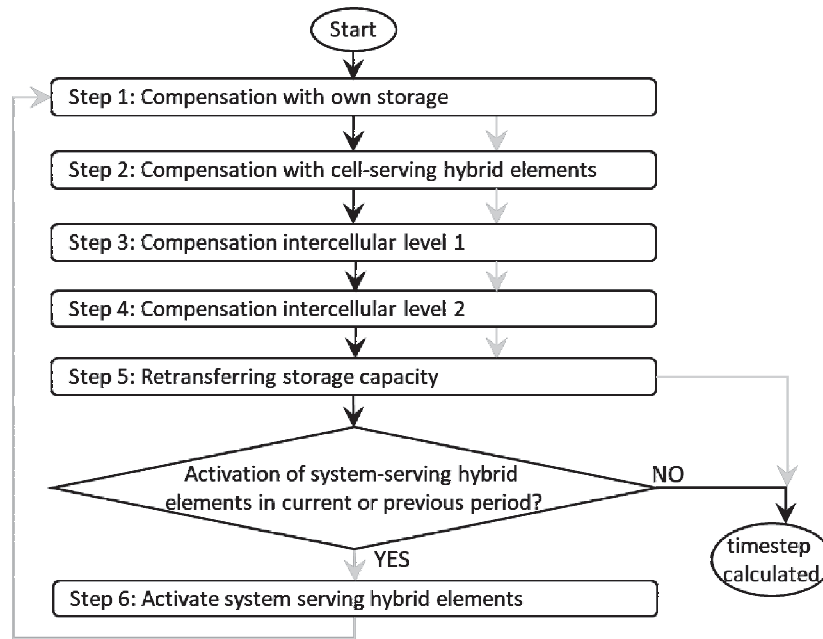 Start
Step 1: Compensation with own storage
Step 2: Compensation with cell-serving hybrid elements
Step 3: Compensation intercellular level 1
Step 4: Compensation intercellular level 2
Step 5: Retransferring storage capacity
Activation of system-serving hybrid
elements in current or previous period?
NO
timestep
calculated
YES
Step 6: Activate system serving hybrid elements